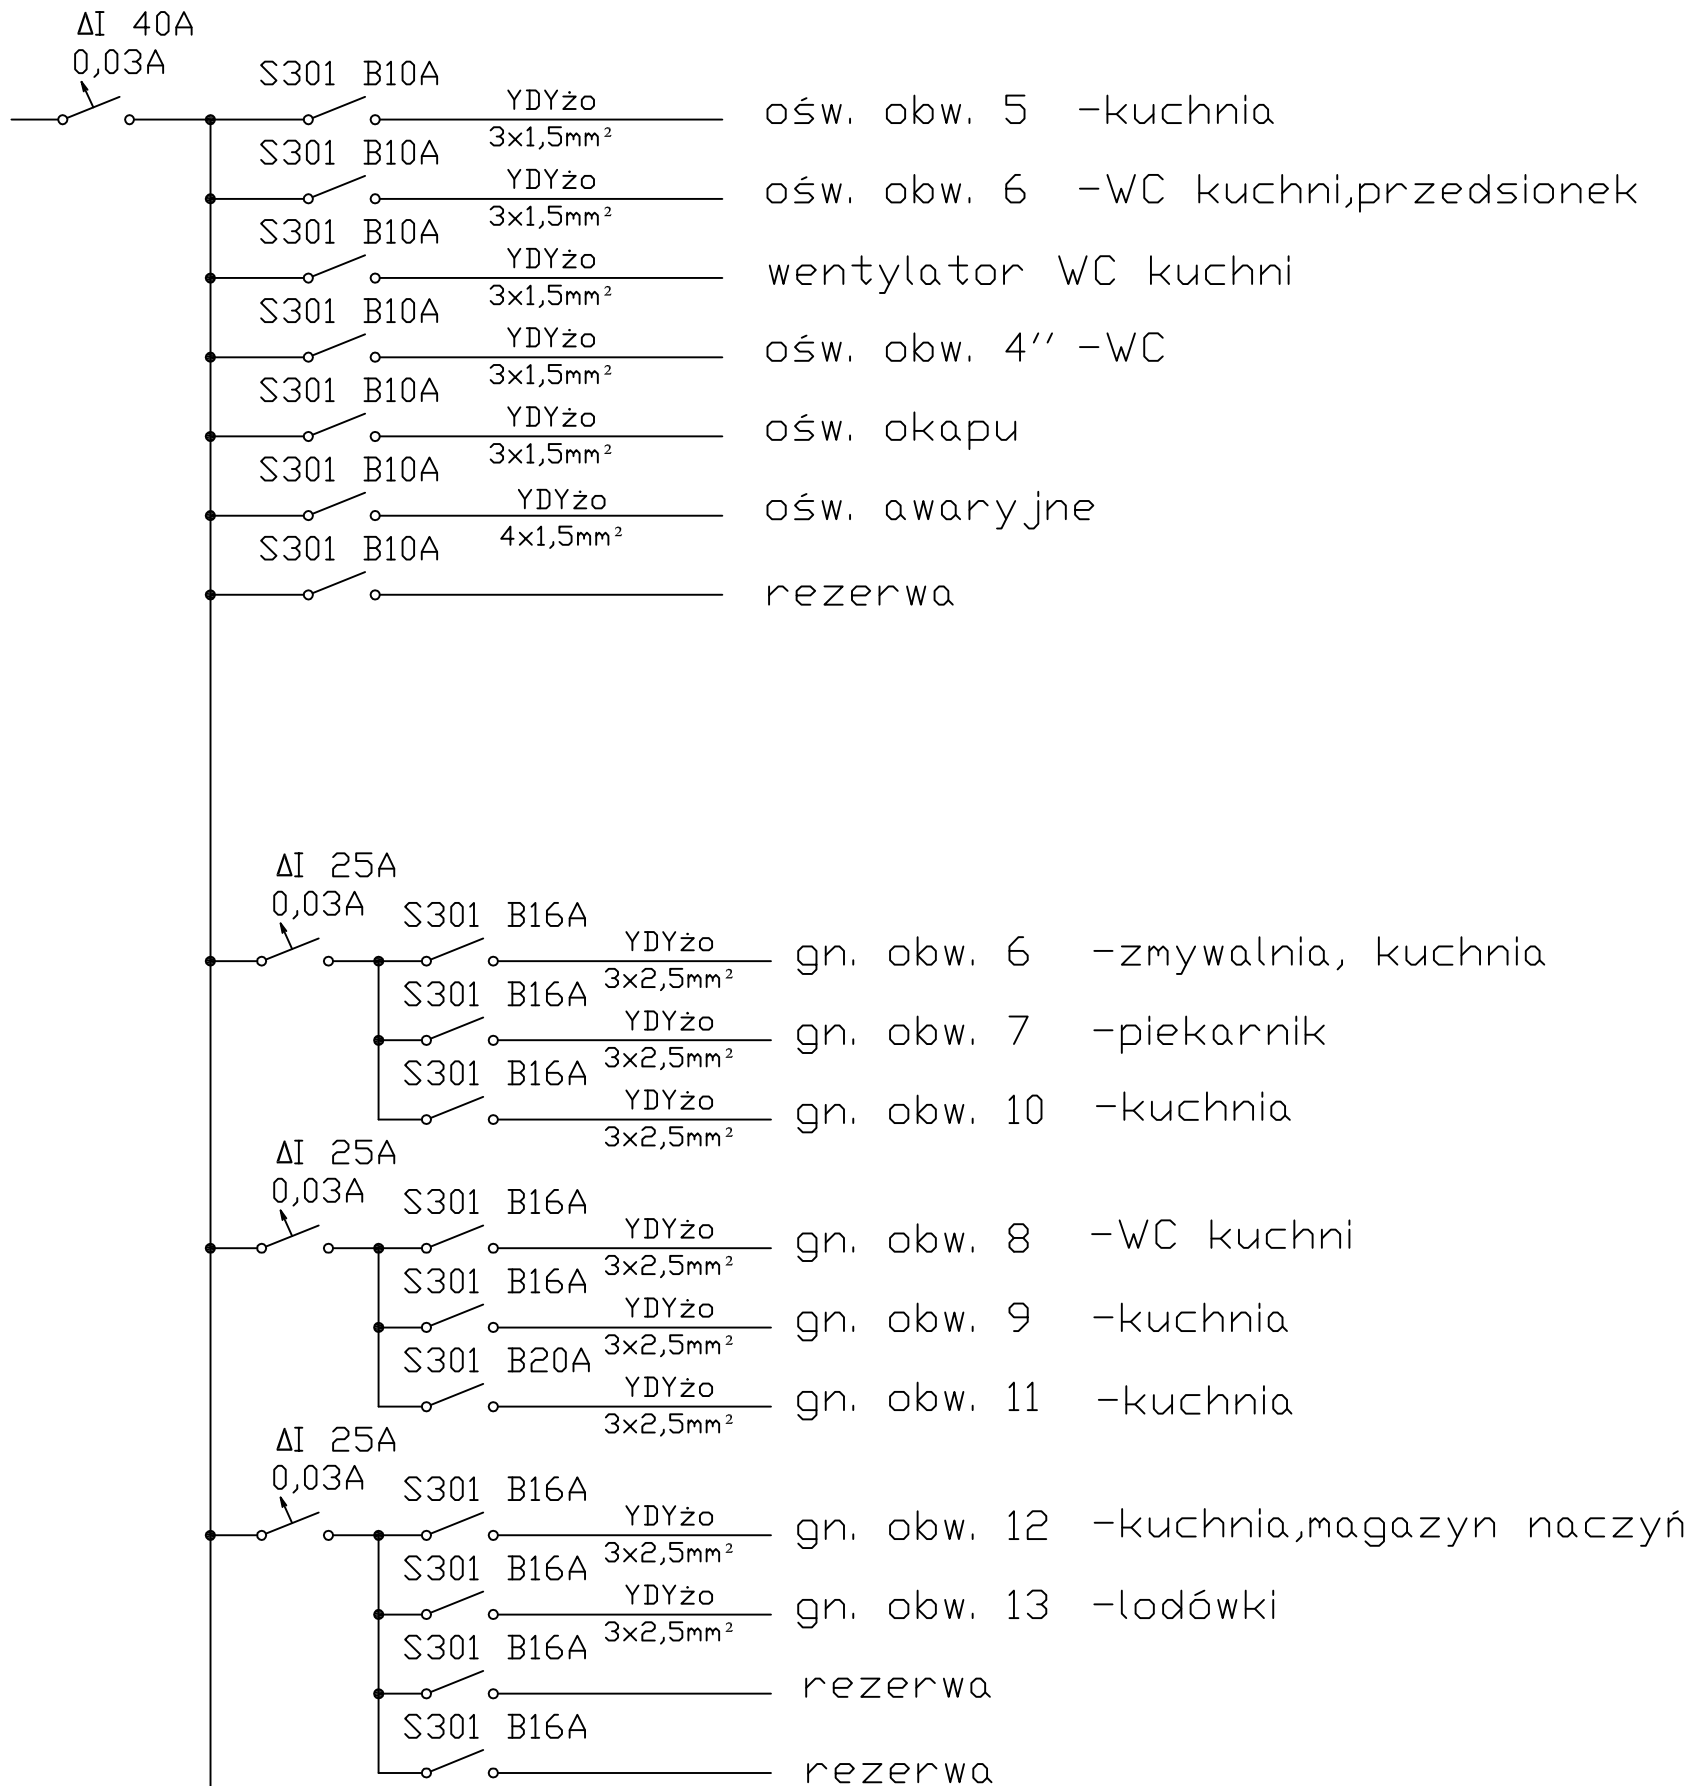 ΔI 40A
0,03A
S301 B10A
YDYżo
3x1,5mm²
ośw. obw. 5 -kuchnia
S301 B10A
YDYżo
3x1,5mm²
ośw. obw. 6 -WC kuchni,przedsionek
S301 B10A
YDYżo
3x1,5mm²
wentylator WC kuchni
S301 B10A
YDYżo
3x1,5mm²
ośw. obw. 4'' -WC
S301 B10A
YDYżo
3x1,5mm²
ośw. okapu
S301 B10A
YDYżo
4x1,5mm²
ośw. awaryjne
S301 B10A
rezerwa
ΔI 25A
0,03A
S301 B16A
YDYżo
3x2,5mm²
gn. obw. 6 -zmywalnia, kuchnia
S301 B16A
YDYżo
3x2,5mm²
gn. obw. 7 -piekarnik
S301 B16A
YDYżo
3x2,5mm²
gn. obw. 10 -kuchnia
ΔI 25A
0,03A
S301 B16A
YDYżo
3x2,5mm²
gn. obw. 8 -WC kuchni
S301 B16A
YDYżo
3x2,5mm²
gn. obw. 9 -kuchnia
S301 B20A
YDYżo
3x2,5mm²
gn. obw. 11 -kuchnia
ΔI 25A
0,03A
S301 B16A
YDYżo
3x2,5mm²
gn. obw. 12 -kuchnia,magazyn naczyń
S301 B16A
YDYżo
3x2,5mm²
gn. obw. 13 -lodówki
S301 B16A
rezerwa
S301 B16A
rezerwa